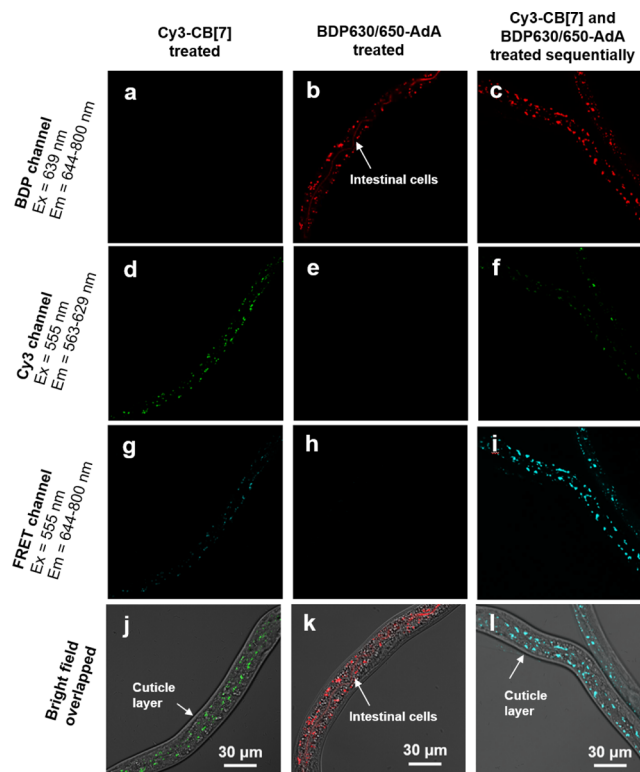 Cy3-CB[7]
treated
BDP630/650-AdA
treated
Cy3-CB[7] and
BDP630/650-AdA
treated sequentially
BDP channel
Ex = 639 nm
Em = 644-800 nm
a
b
Intestinal cells
c
Cy3 channel
Ex = 555 nm
Em = 563-629 nm
d
e
f
FRET channel
Ex = 555 nm
Em = 644-800 nm
g
h
i
Bright field
overlapped
j
Cuticle
layer
30 µm
k
Intestinal cells
30 µm
l
Cuticle
layer
30 µm